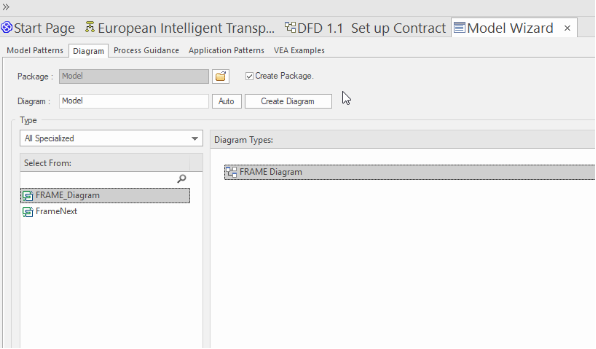 »
Start Page European Intelligent Transp... DFD 1.1 Set up Contract Model Wizard ×
Model Patterns Diagram Process Guidance Application Patterns VEA Examples
Package : Model Create Package.
Diagram : Model Auto Create Diagram
Type
All Specialized Diagram Types:
Select From:
FRAME Diagram
FRAME_Diagram
FrameNext